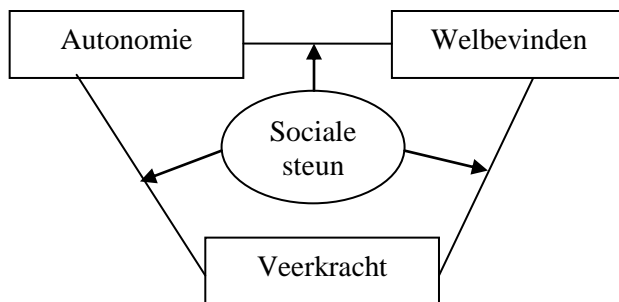 Autonomie
Welbevinden
Sociale
steun
Veerkracht